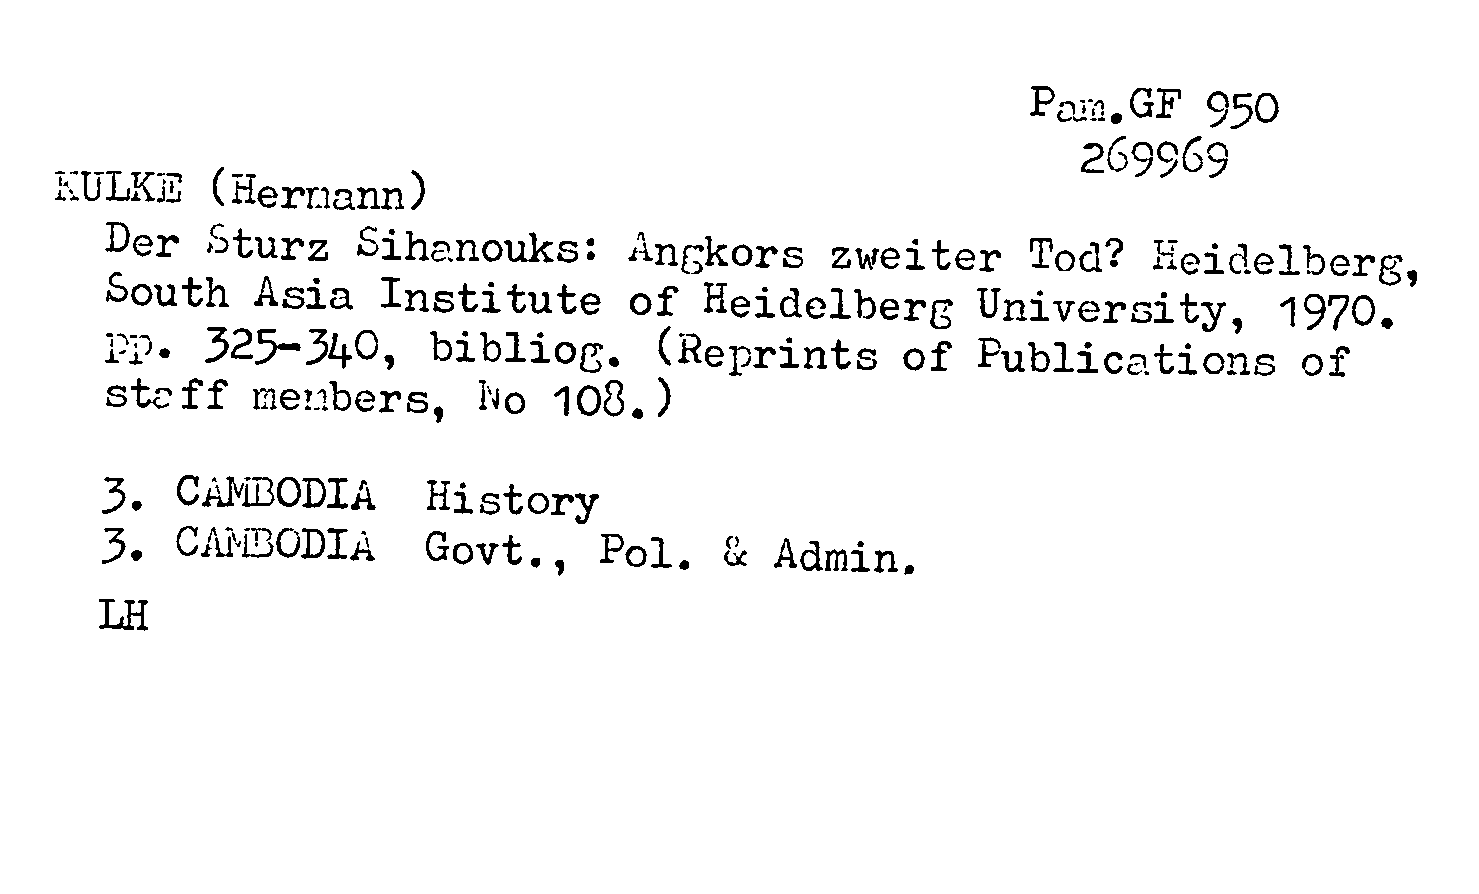 Pam.GF 950
269969
KULKE (Hermann)
Der Sturz Sihanouks: Angkors zweiter Tod? Heidelberg,
South Asia Institute of Heidelberg University, 1970.
pp. 325-340, bibliog. (Reprints of Publications of
staff members, No 108.)
3. CAMBODIA History
3. CAMBODIA Govt., Pol. & Admin.
LH